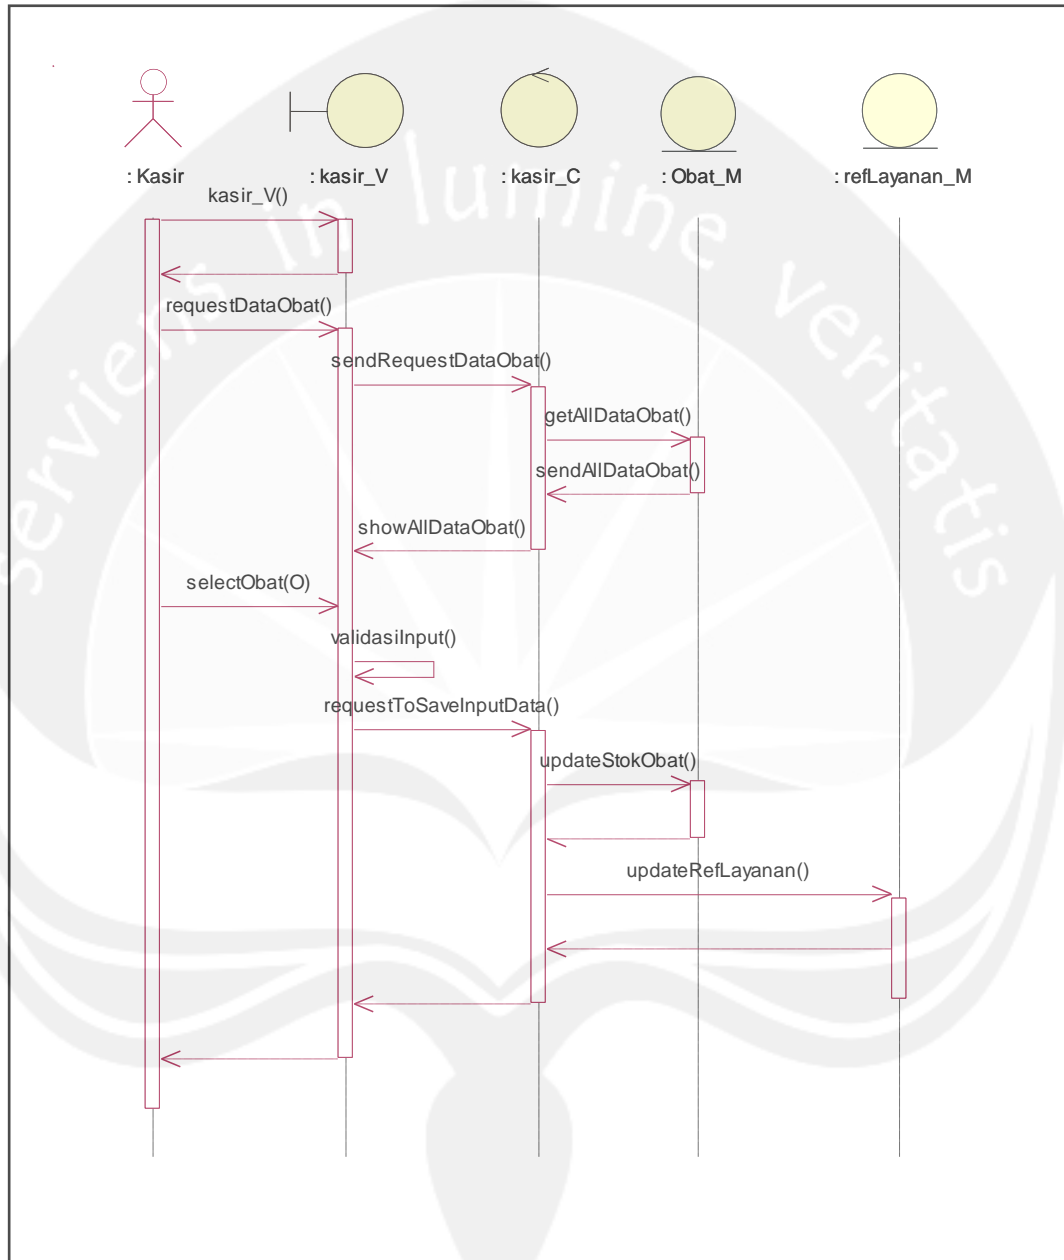 : Kasir
: kasir_V
: kasir_C
: Obat_M
: refLayanan_M
kasir_V()
requestDataObat()
sendRequestDataObat()
getAllDataObat()
sendAllDataObat()
showAllDataObat()
selectObat(O)
validasiInput()
requestToSaveInputData()
updateStokObat()
updateRefLayanan()
serviens in lumine veritatis